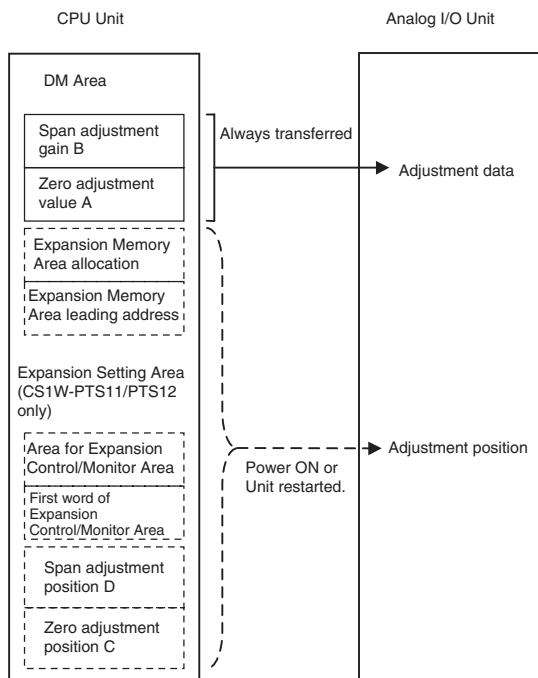 CPU Unit
Analog I/O Unit
DM Area
Span adjustment
gain B
Zero adjustment
value A
Always transferred
Adjustment data
Expansion Memory
Area allocation
Expansion Memory
Area leading address
Expansion Setting Area
(CS1W-PTS11/PTS12
only)
Area for Expansion
Control/Monitor Area
First word of
Expansion
Control/Monitor Area
Span adjustment
position D
Zero adjustment
position C
Power ON or
Unit restarted.
Adjustment position